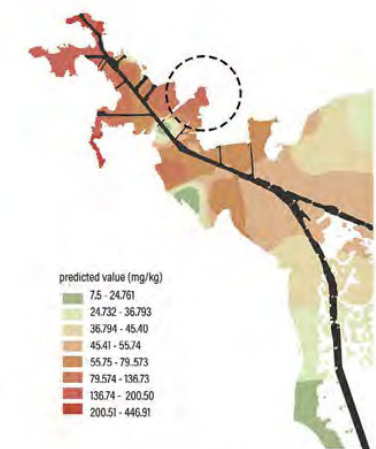 predicted value (mg/kg)
7.5 - 24.761
24.732 - 36.793
36.794 - 45.40
45.41 - 55.74
55.75 - 79.573
79.574 - 136.73
136.74 - 200.50
200.51 - 446.91